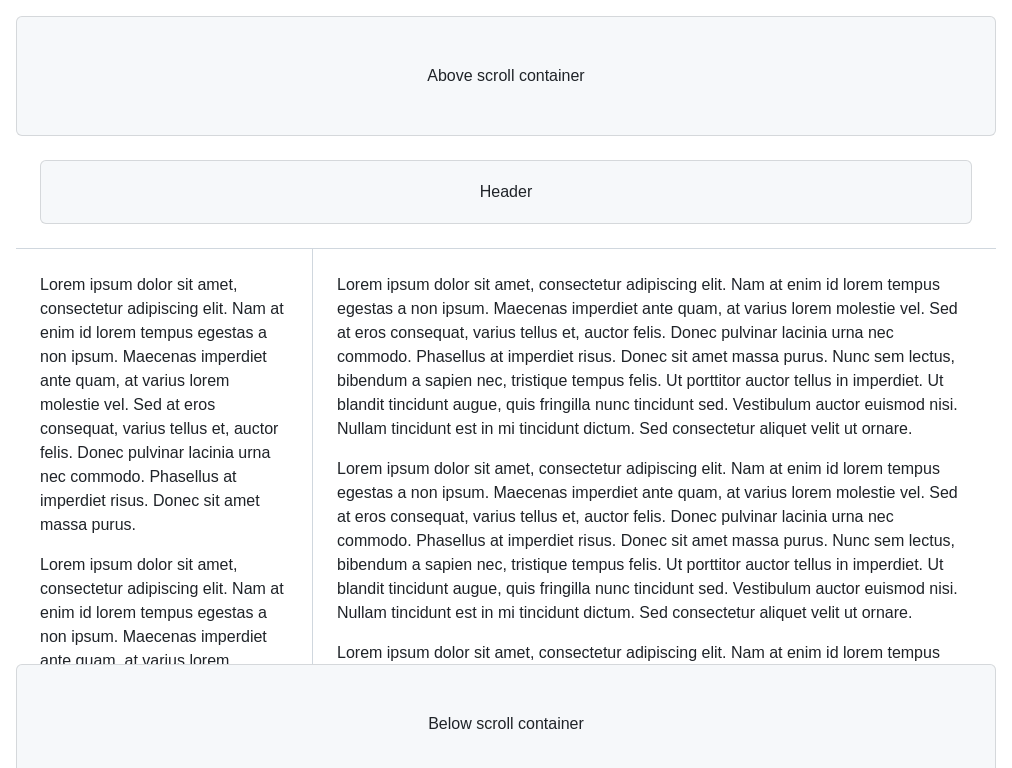 Above scroll container
Header
Lorem ipsum dolor sit amet,
consectetur adipiscing elit. Nam at
enim id lorem tempus egestas a
non ipsum. Maecenas imperdiet
ante quam, at varius lorem
molestie vel. Sed at eros
consequat, varius tellus et, auctor
felis. Donec pulvinar lacinia urna
nec commodo. Phasellus at
imperdiet risus. Donec sit amet
massa purus.
Lorem ipsum dolor sit amet,
consectetur adipiscing elit. Nam at
enim id lorem tempus egestas a
non ipsum. Maecenas imperdiet
ante quam, at varius lorem
Lorem ipsum dolor sit amet, consectetur adipiscing elit. Nam at enim id lorem tempus
egestas a non ipsum. Maecenas imperdiet ante quam, at varius lorem molestie vel. Sed
at eros consequat, varius tellus et, auctor felis. Donec pulvinar lacinia urna nec
commodo. Phasellus at imperdiet risus. Donec sit amet massa purus. Nunc sem lectus,
bibendum a sapien nec, tristique tempus felis. Ut porttitor auctor tellus in imperdiet. Ut
blandit tincidunt augue, quis fringilla nunc tincidunt sed. Vestibulum auctor euismod nisi.
Nullam tincidunt est in mi tincidunt dictum. Sed consectetur aliquet velit ut ornare.
Lorem ipsum dolor sit amet, consectetur adipiscing elit. Nam at enim id lorem tempus
egestas a non ipsum. Maecenas imperdiet ante quam, at varius lorem molestie vel. Sed
at eros consequat, varius tellus et, auctor felis. Donec pulvinar lacinia urna nec
commodo. Phasellus at imperdiet risus. Donec sit amet massa purus. Nunc sem lectus,
bibendum a sapien nec, tristique tempus felis. Ut porttitor auctor tellus in imperdiet. Ut
blandit tincidunt augue, quis fringilla nunc tincidunt sed. Vestibulum auctor euismod nisi.
Nullam tincidunt est in mi tincidunt dictum. Sed consectetur aliquet velit ut ornare.
Lorem ipsum dolor sit amet, consectetur adipiscing elit. Nam at enim id lorem tempus
Below scroll container